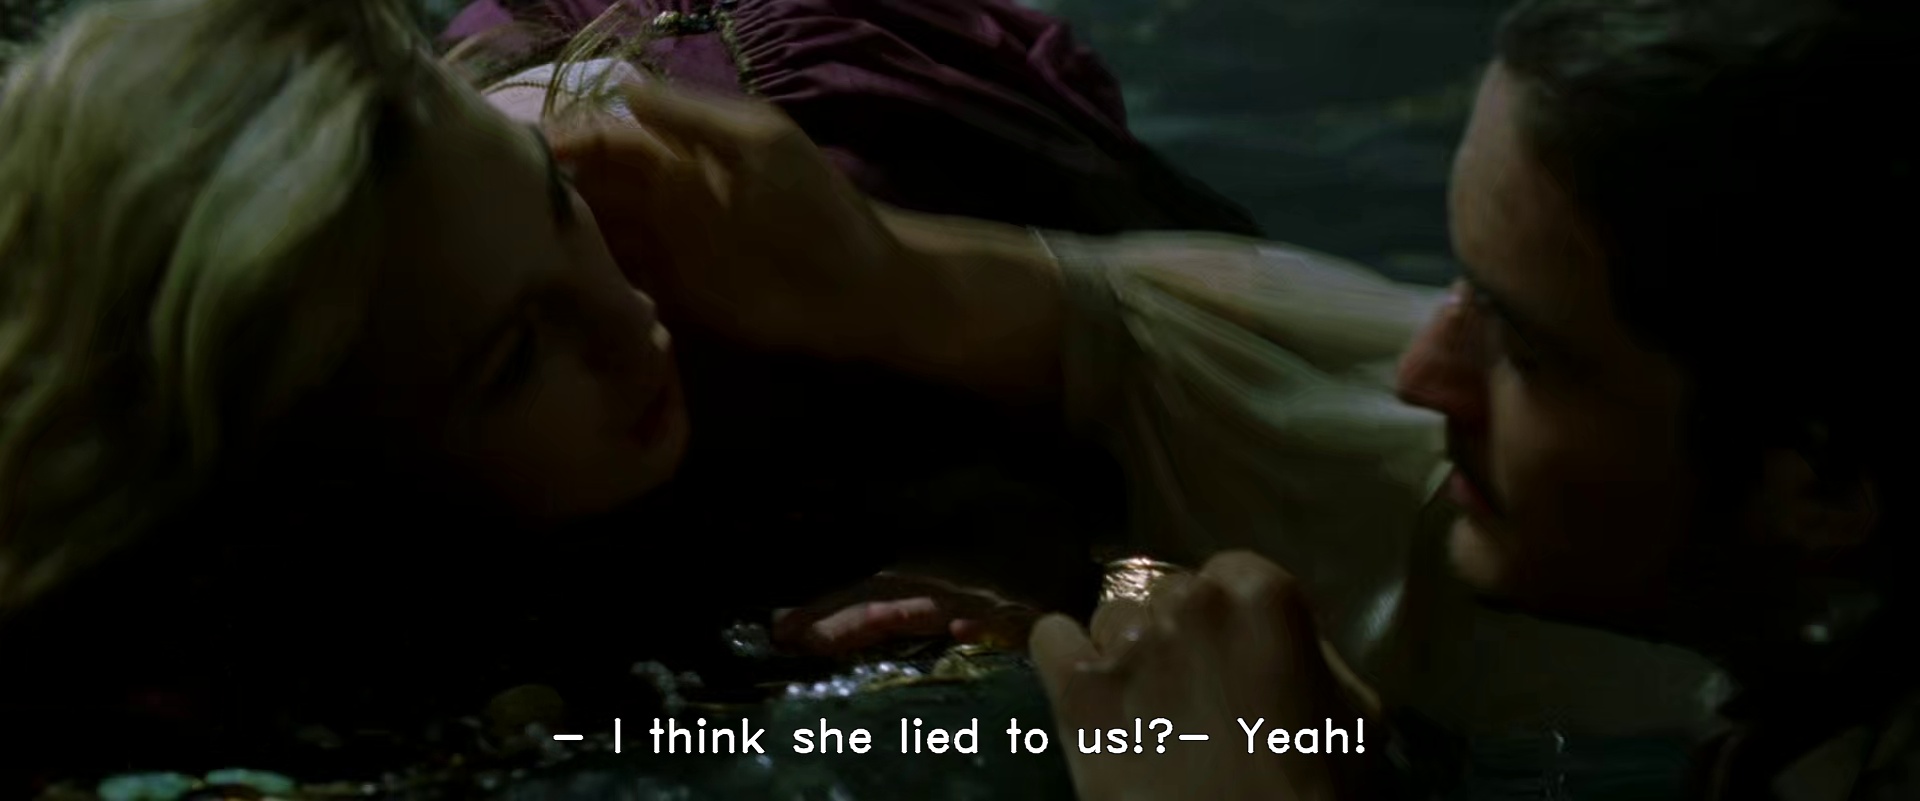 – I think she lied to us!?– Yeah!